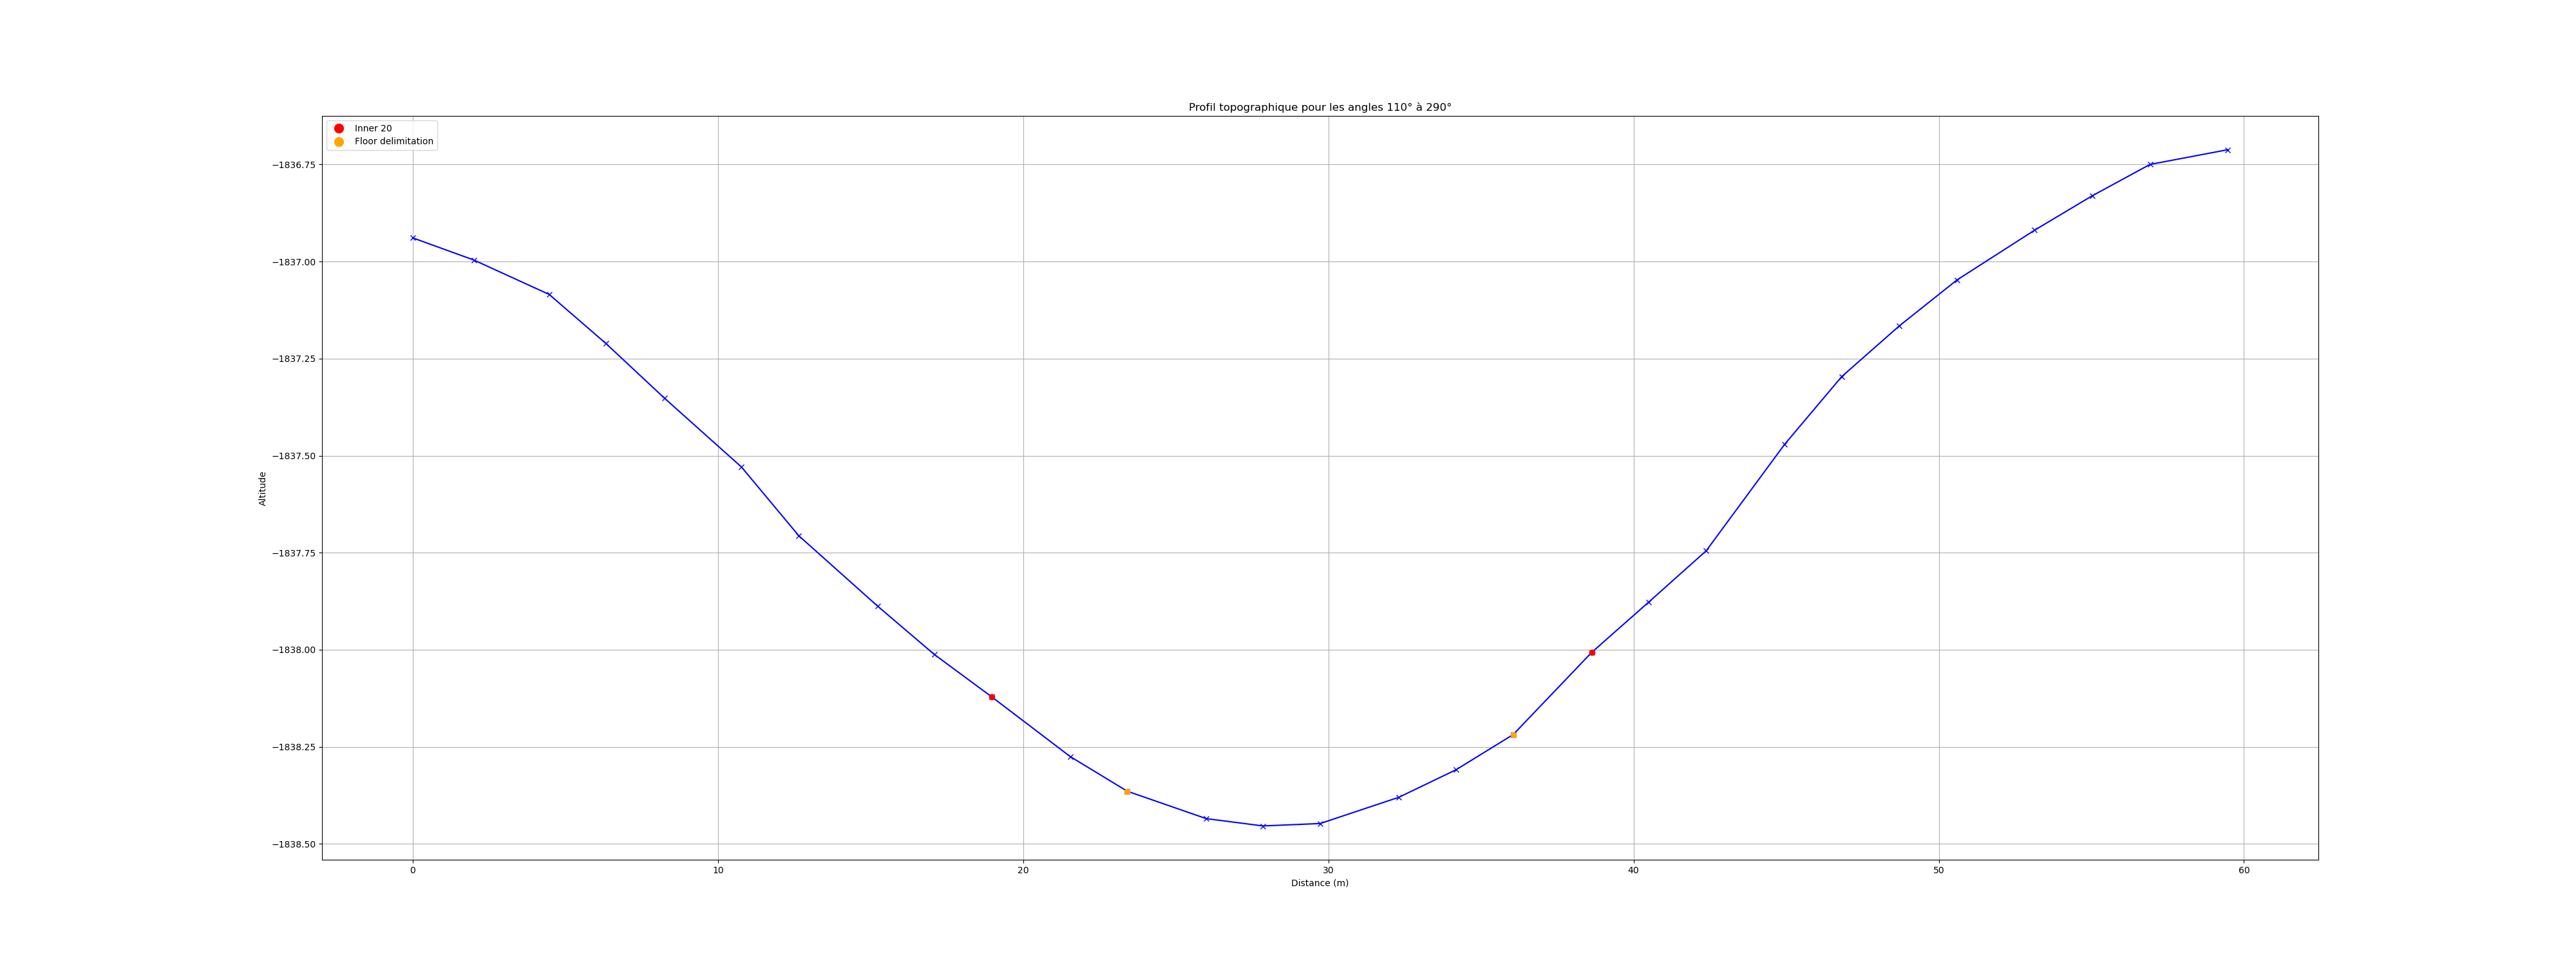 Profil topographique pour les angles 110° à 290°
Inner 20
Floor delimitation
−1836.75
−1837.00
−1837.25
−1837.50
−1837.75
−1838.00
−1838.25
−1838.50
Altitude
0 10 20 30 40 50 60
Distance (m)